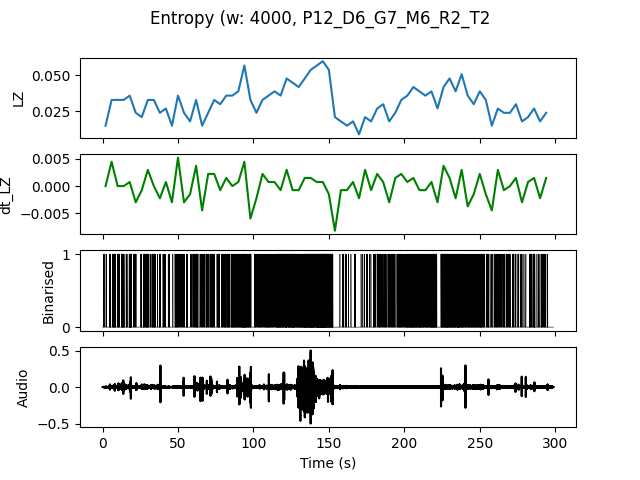 Entropy (w: 4000, P12_D6_G7_M6_R2_T2
LZ
0.050
0.025
dt_LZ
0.005
0.000
−0.005
Binarised
1
0
Audio
0.5
0.0
−0.5
0 50 100 150 200 250 300
Time (s)